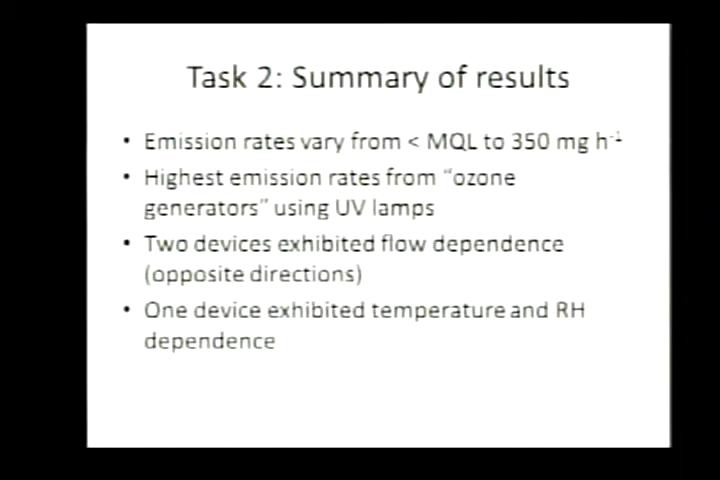 Task 2: Summary of results
• Emission rates vary from < MQL to 350 mg h⁻¹
• Highest emission rates from “ozone
generators” using UV lamps
• Two devices exhibited flow dependence
(opposite directions)
• One device exhibited temperature and RH
dependence